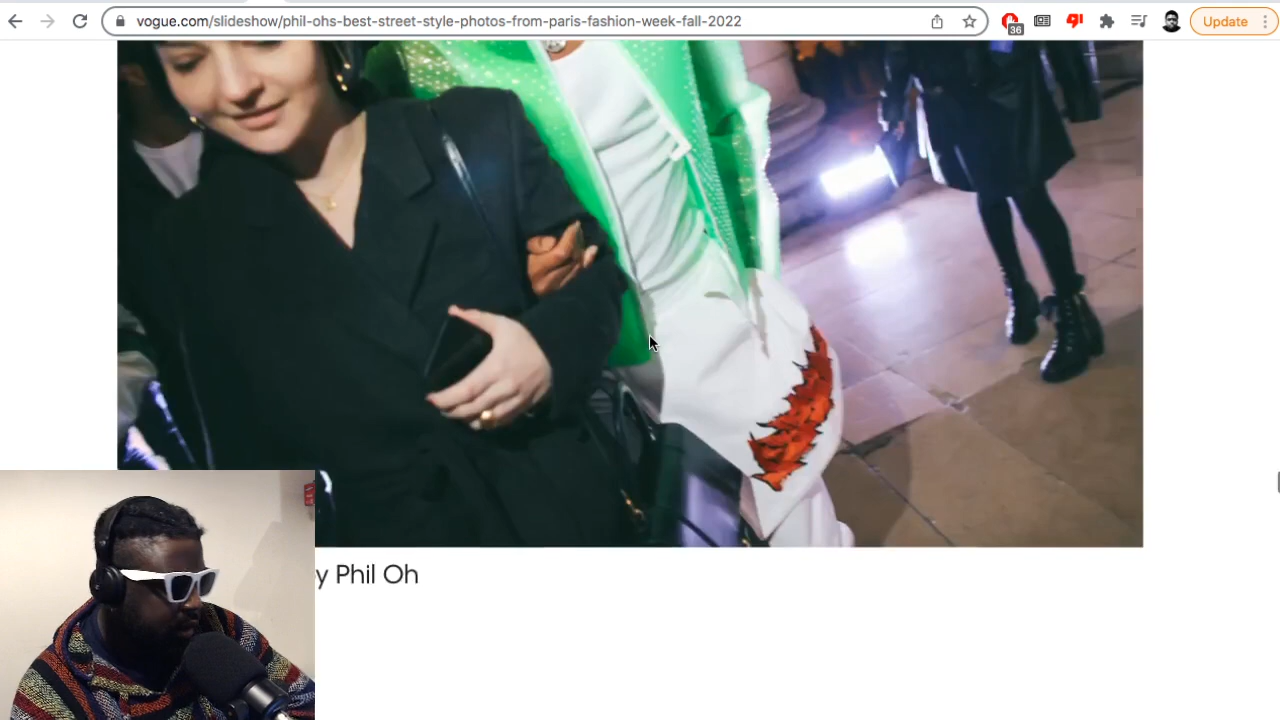 vogue.com/slideshow/phil-ohs-best-street-style-photos-from-paris-fashion-week-fall-2022
36
Update
y Phil Oh